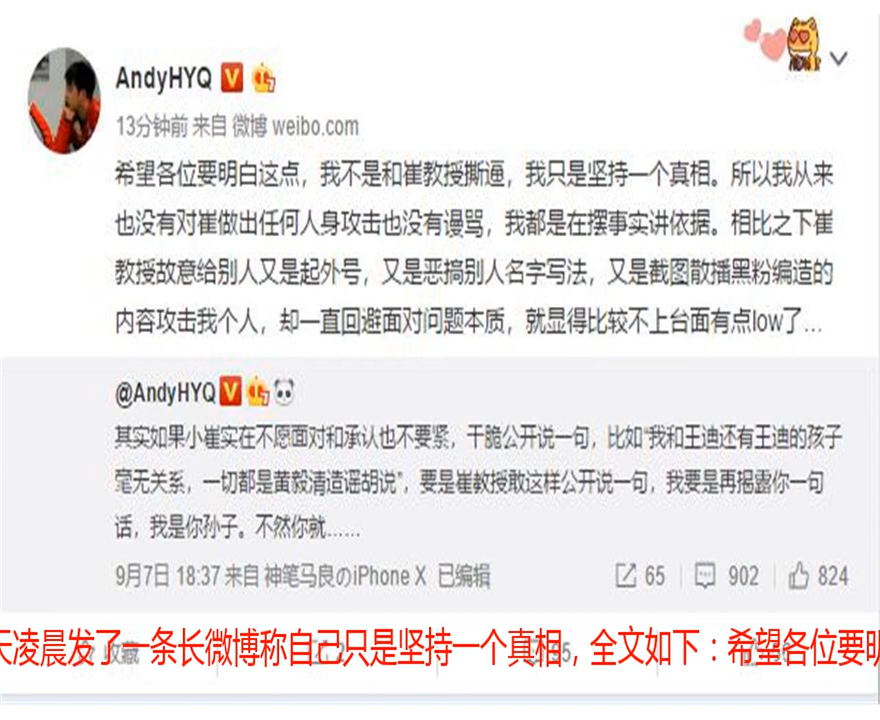 AndyHYQ
13分钟前 来自 微博 weibo.com
希望各位要明白这点，我不是和崔教授撕逼，我只是坚持一个真相。所以我从来
也没有对崔做出任何人身攻击也没有谩骂，我都是在摆事实讲依据。相比之下崔
教授故意给别人又是起外号，又是恶搞别人名字写法，又是截图散播黑粉编造的
内容攻击我个人，却一直回避面对问题本质，就显得比较不上台面有点low了...
@AndyHYQ
其实如果小崔实在不愿面对和承认也不要紧，干脆公开说一句，比如“我和王迪还有王迪的孩子
毫无关系，一切都是黄毅清造谣胡说”，要是崔教授敢这样公开说一句，我要是再揭露你一句
话，我是你孙子。不然你就......
9月7日 18:37 来自 神笔马良のiPhone X 已编辑
65 902 824
天凌晨发了一条长微博称自己只是坚持一个真相，全文如下：希望各位要明
收藏